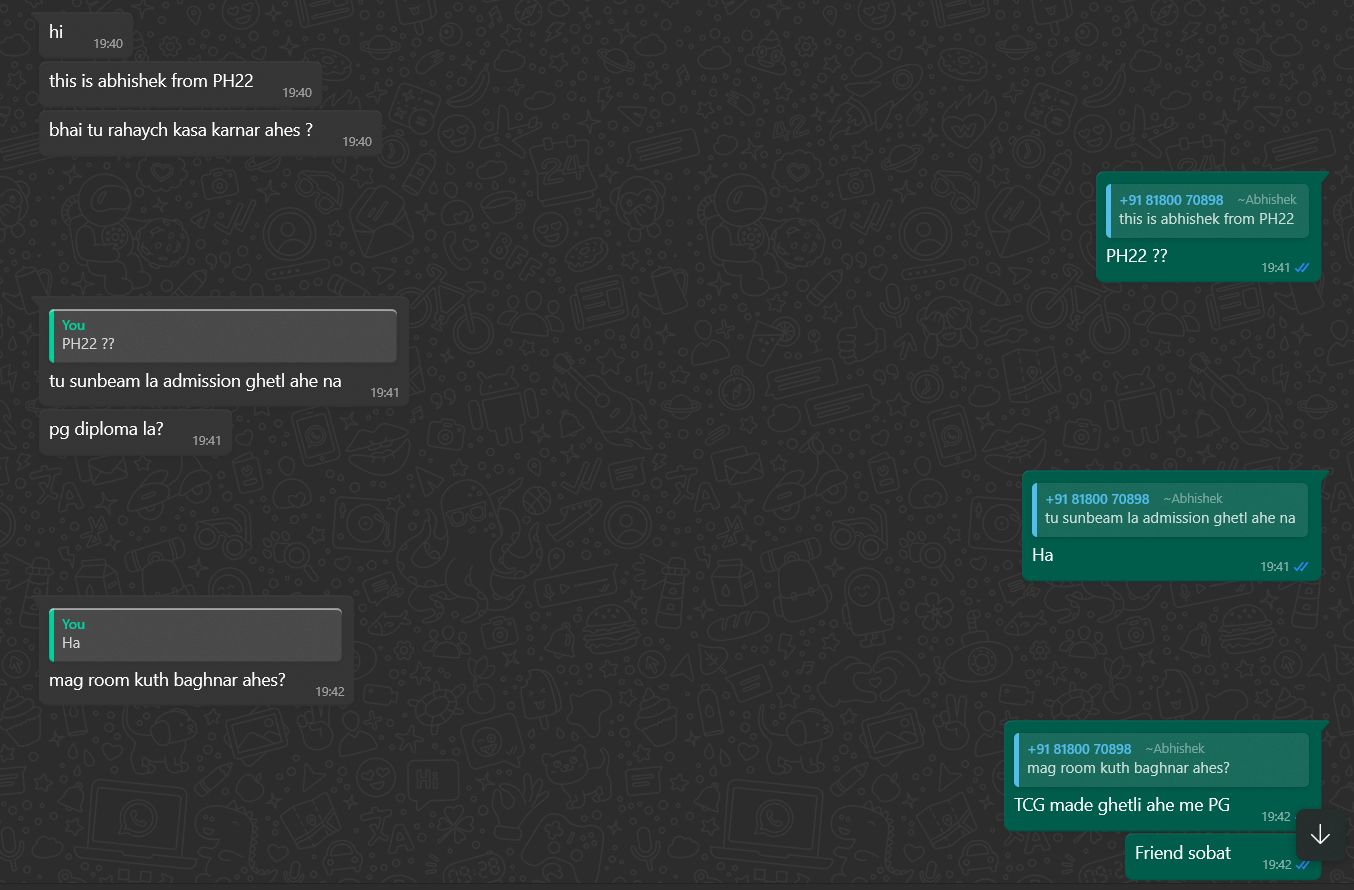 hi
19:40
this is abhishek from PH22
19:40
bhai tu rahaych kasa karnar ahes ?
19:40
+91 81800 70898 ~Abhishek
this is abhishek from PH22
PH22 ??
19:41
You
PH22 ??
tu sunbeam la admission ghetl ahe na
19:41
pg diploma la?
19:41
+91 81800 70898 ~Abhishek
tu sunbeam la admission ghetl ahe na
Ha
19:41
You
Ha
mag room kuth baghnar ahes?
19:42
+91 81800 70898 ~Abhishek
mag room kuth baghnar ahes?
TCG made ghetli ahe me PG
19:42
Friend sobat
19:42